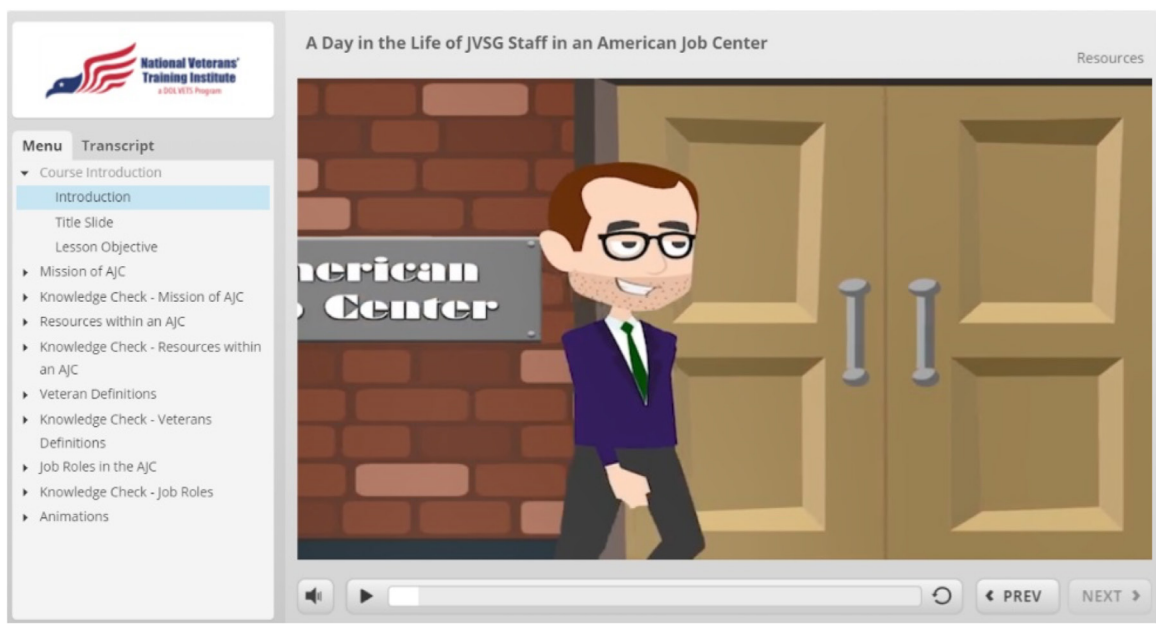 National Veterans'
Training Institute
a DOL VETS Program
A Day in the Life of JVSG Staff in an American Job Center
Resources
Menu Transcript
Course Introduction
Introduction
Title Slide
Lesson Objective
Mission of AJC
Knowledge Check - Mission of AJC
Resources within an AJC
Knowledge Check - Resources within
an AJC
Veteran Definitions
Knowledge Check - Veterans
Definitions
Job Roles in the AJC
Knowledge Check - Job Roles
Animations
nerican
Center
PREV
NEXT